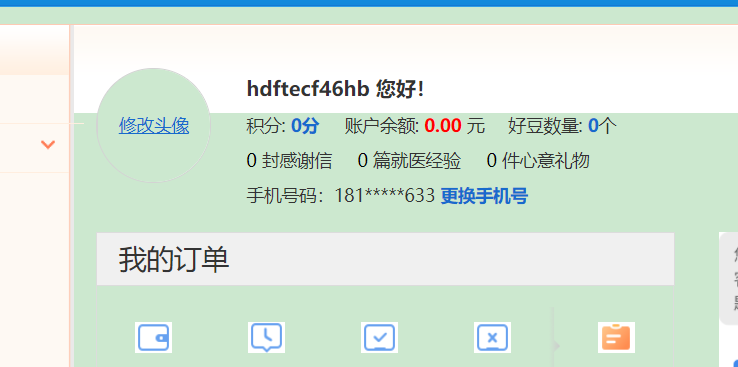 hdftecf46hb 您好!
修改头像
积分: 0分 账户余额: 0.00 元 好豆数量: 0个
0 封感谢信 0 篇就医经验 0 件心意礼物
手机号码: 181*****633 更换手机号
我的订单